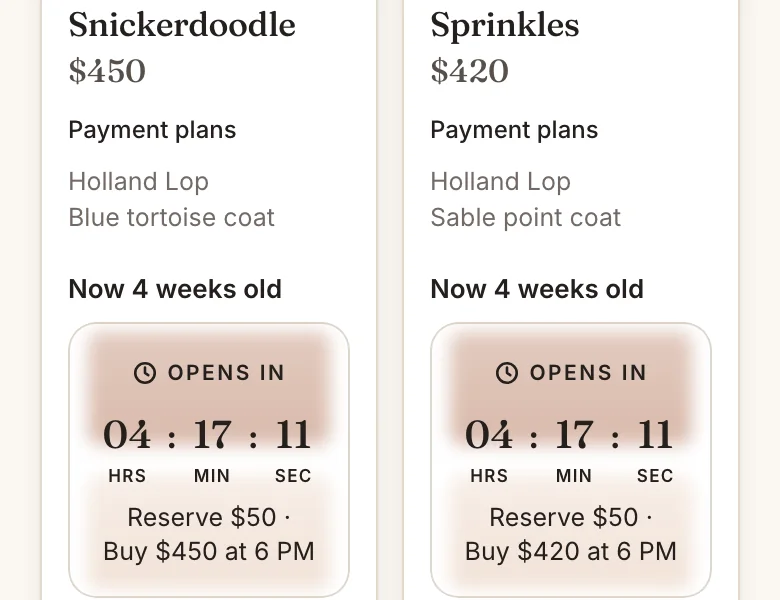 Snickerdoodle
$450
Payment plans
Holland Lop
Blue tortoise coat
Now 4 weeks old
OPENS IN
04 : 17 : 11
HRS MIN SEC
Reserve $50 ·
Buy $450 at 6 PM
Sprinkles
$420
Payment plans
Holland Lop
Sable point coat
Now 4 weeks old
OPENS IN
04 : 17 : 11
HRS MIN SEC
Reserve $50 ·
Buy $420 at 6 PM